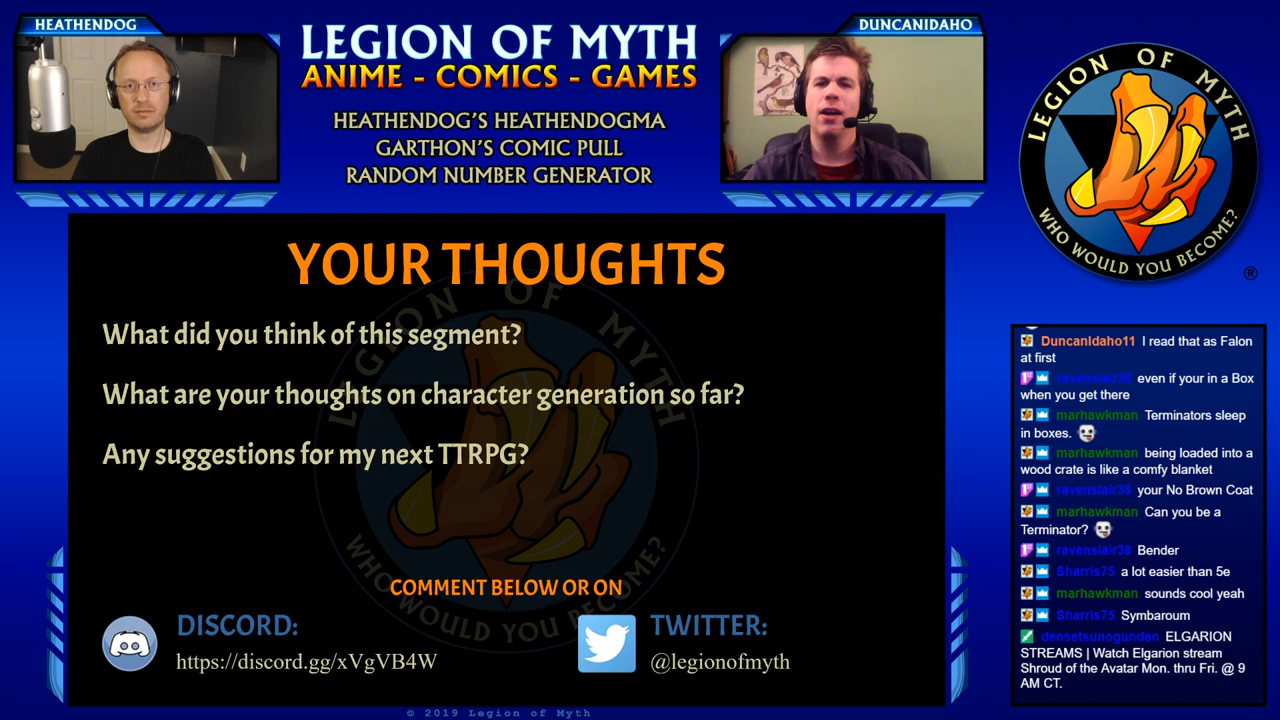 HEATHENDOG
LEGION OF MYTH
ANIME - COMICS - GAMES
HEATHENDOG'S HEATHENDOGMA
GARTHON'S COMIC PULL
RANDOM NUMBER GENERATOR
DUNCANIDAHO
LEGION OF MYTH
WHO WOULD YOU BECOME?
®
YOUR THOUGHTS
What did you think of this segment?
What are your thoughts on character generation so far?
Any suggestions for my next TTRPG?
LEGION OF MYTH
WHO WOULD YOU BECOME?
COMMENT BELOW OR ON
DISCORD:
https://discord.gg/xVgVB4W
TWITTER:
@legionofmyth
DuncanIdaho11 I read that as Falon
at first
ravenslair38 even if your in a Box
when you get there
marhawkman Terminators sleep
in boxes.
marhawkman being loaded into a
wood crate is like a comfy blanket
ravenslair38 your No Brown Coat
marhawkman Can you be a
Terminator?
ravenslair38 Bender
Sharris75 a lot easier than 5e
marhawkman sounds cool yeah
Sharris75 Symbaroum
densetsunogundan ELGARION
STREAMS | Watch Elgarion stream
Shroud of the Avatar Mon. thru Fri. @ 9
AM CT.
© 2019 Legion of Myth